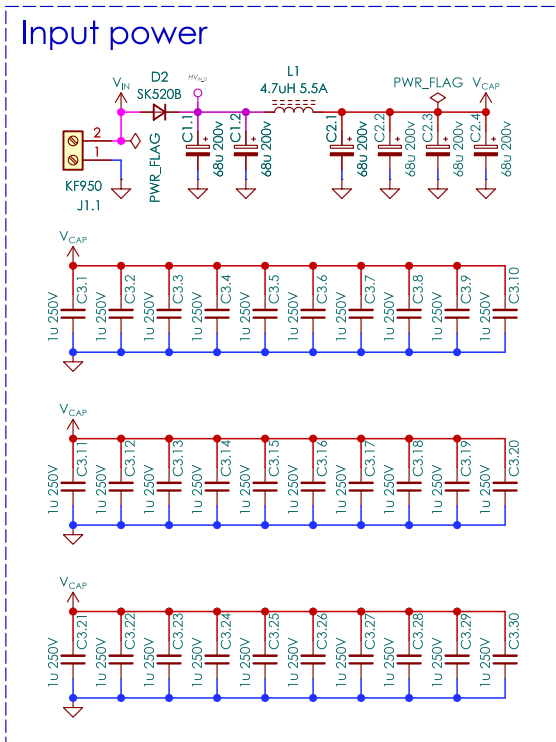 Input power
D2
SK520B
V_IN
L1
4.7uH 5.5A
PWR_FLAG
V_CAP
C1.1
68u 200v
C1.2
68u 200v
C2.1
68u 200v
C2.2
68u 200v
C2.3
68u 200v
C2.4
68u 200v
2
1
KF950
J1.1
PWR_FLAG
V_CAP
C3.1
1u 250V
C3.2
1u 250V
C3.3
1u 250V
C3.4
1u 250V
C3.5
1u 250V
C3.6
1u 250V
C3.7
1u 250V
C3.8
1u 250V
C3.9
1u 250V
C3.10
1u 250V
V_CAP
C3.11
1u 250V
C3.12
1u 250V
C3.13
1u 250V
C3.14
1u 250V
C3.15
1u 250V
C3.16
1u 250V
C3.17
1u 250V
C3.18
1u 250V
C3.19
1u 250V
C3.20
1u 250V
V_CAP
C3.21
1u 250V
C3.22
1u 250V
C3.23
1u 250V
C3.24
1u 250V
C3.25
1u 250V
C3.26
1u 250V
C3.27
1u 250V
C3.28
1u 250V
C3.29
1u 250V
C3.30
1u 250V